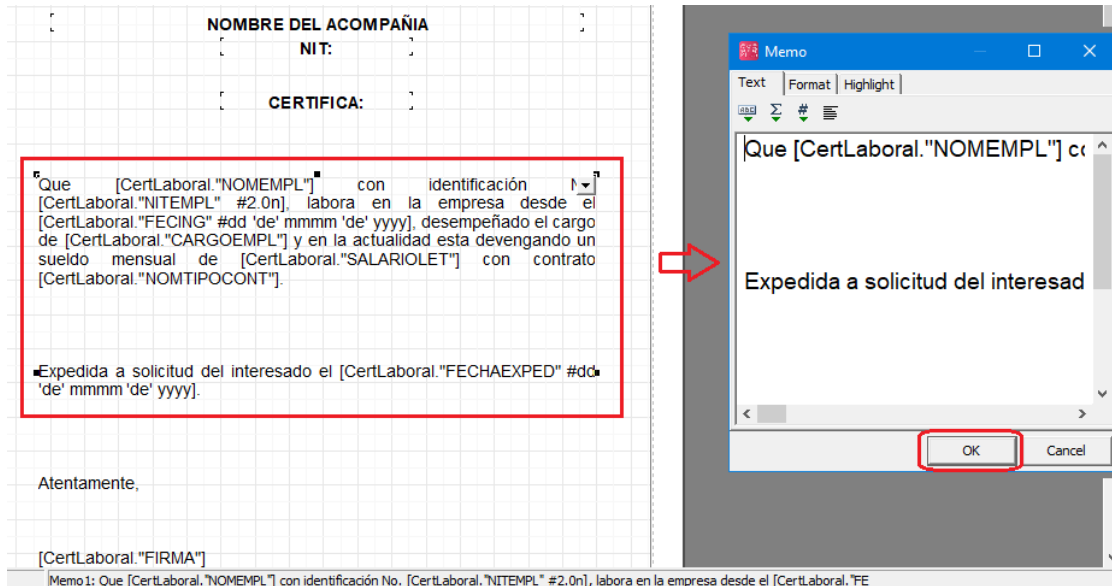 NOMBRE DEL ACOMPAÑIA
NIT:
CERTIFICA:
Que [CertLaboral."NOMEMPL"] con identificación
[CertLaboral."NITEMPL" #2.0n], labora en la empresa desde el
[CertLaboral."FECING" #dd 'de' mmmm 'de' yyyy], desempeñado el cargo
de [CertLaboral."CARGOEMPL"] y en la actualidad esta devengando un
sueldo mensual de [CertLaboral."SALARIOLET"] con contrato
[CertLaboral."NOMTIPOCONT"].
Expedida a solicitud del interesado el [CertLaboral."FECHAEXPED" #dd
'de' mmmm 'de' yyyy].
Atentamente,
[CertLaboral."FIRMA"]
Memo1: Que [CertLaboral."NOMEMPL"] con identificación No. [CertLaboral."NITEMPL" #2.0n], labora en la empresa desde el [CertLaboral."FE
Memo
Text Format Highlight
Que [CertLaboral."NOMEMPL"] co
Expedida a solicitud del interesad
OK Cancel